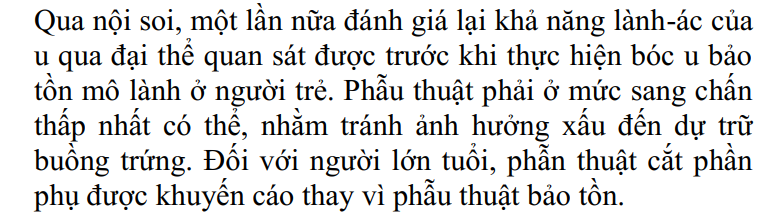 Qua nội soi, một lần nữa đánh giá lại khả năng lành-ác của
u qua đại thể quan sát được trước khi thực hiện bóc u bảo
tồn mô lành ở người trẻ. Phẫu thuật phải ở mức sang chấn
thấp nhất có thể, nhằm tránh ảnh hưởng xấu đến dự trữ
buồng trứng. Đối với người lớn tuổi, phẫn thuật cắt phần
phụ được khuyến cáo thay vì phẫu thuật bảo tồn.